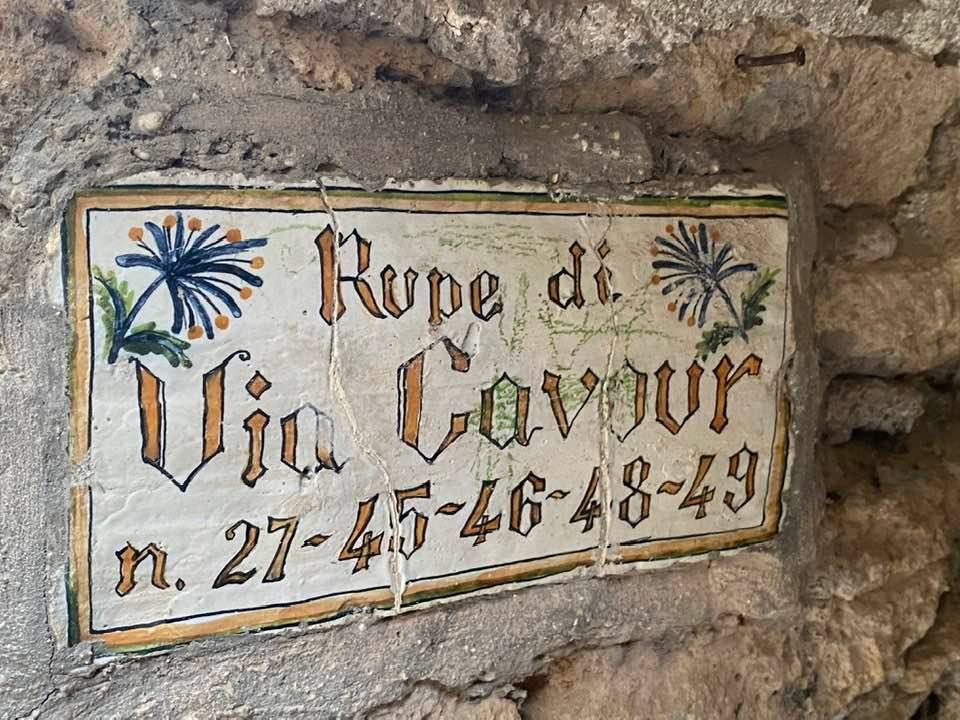 Rupe di
Via Cavour
n. 27-45-46-48-49